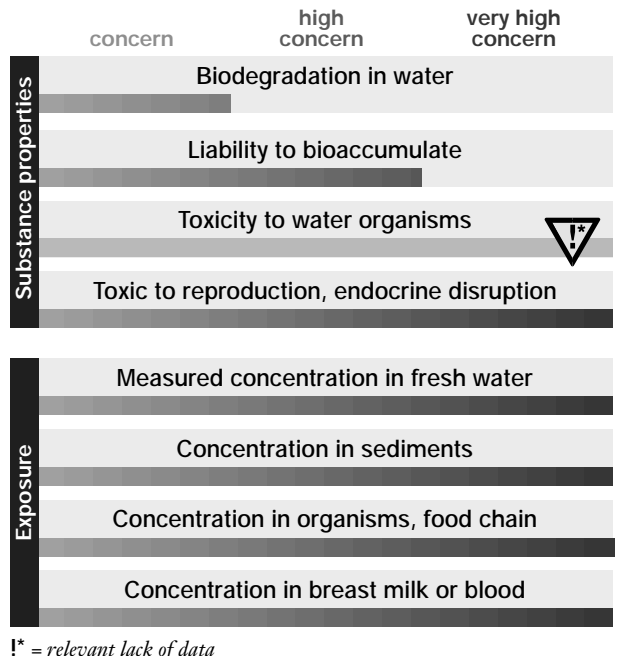 concern
high
concern
very high
concern
Substance properties
Biodegradation in water
Liability to bioaccumulate
Toxicity to water organisms
!*
Toxic to reproduction, endocrine disruption
Exposure
Measured concentration in fresh water
Concentration in sediments
Concentration in organisms, food chain
Concentration in breast milk or blood
!* = relevant lack of data